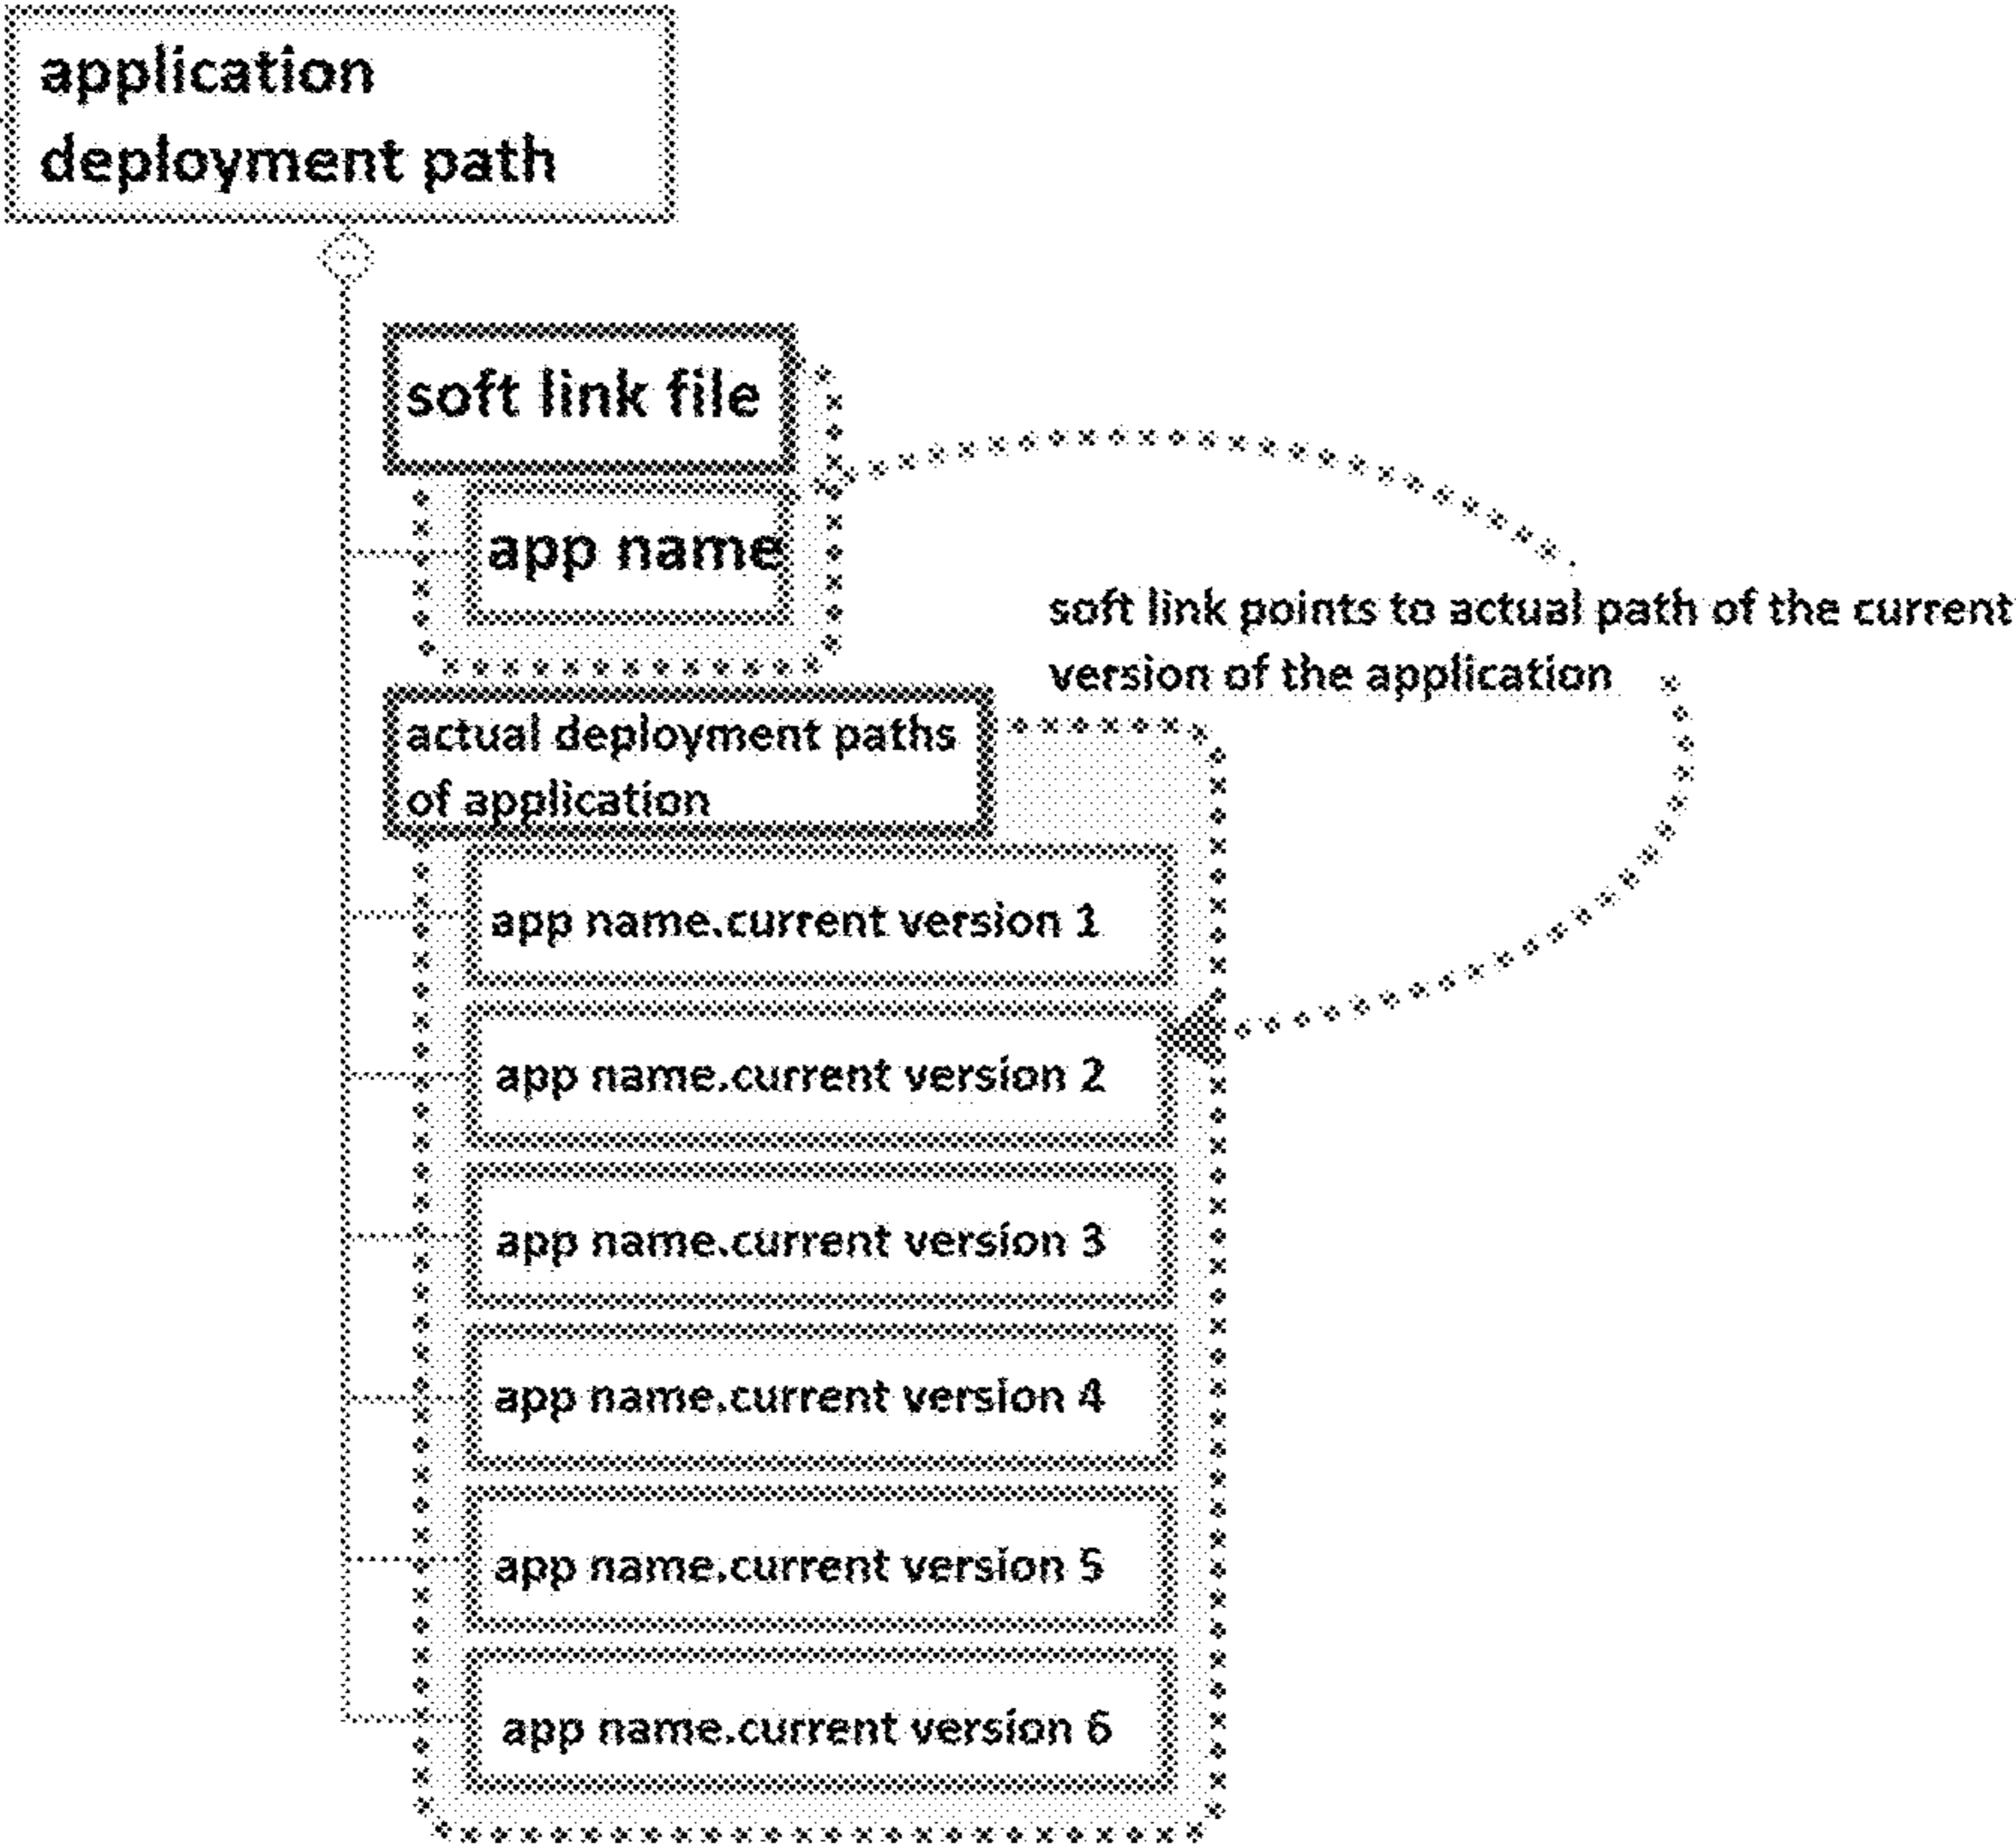 application
deployment path
soft link file
app name
soft link points to actual path of the current
version of the application
actual deployment paths
of application
app name.current version 1
app name.current version 2
app name.current version 3
app name.current version 4
app name.current version 5
app name.current version 6